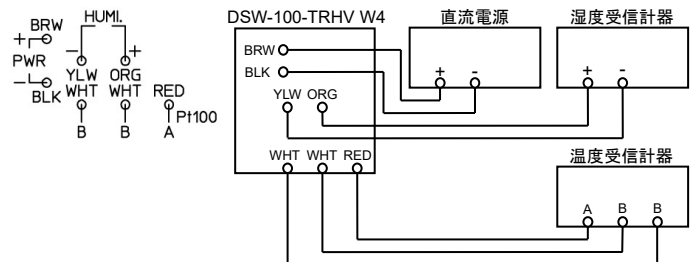 HUMI.
BRW
+
- +
PWR
YLW ORG
-
BLK
WHT WHT RED
Pt100
B B A
DSW-100-TRHV W4
BRW
BLK
YLW ORG
WHT WHT RED
直流電源
+ -
湿度受信計器
+ -
温度受信計器
A B B